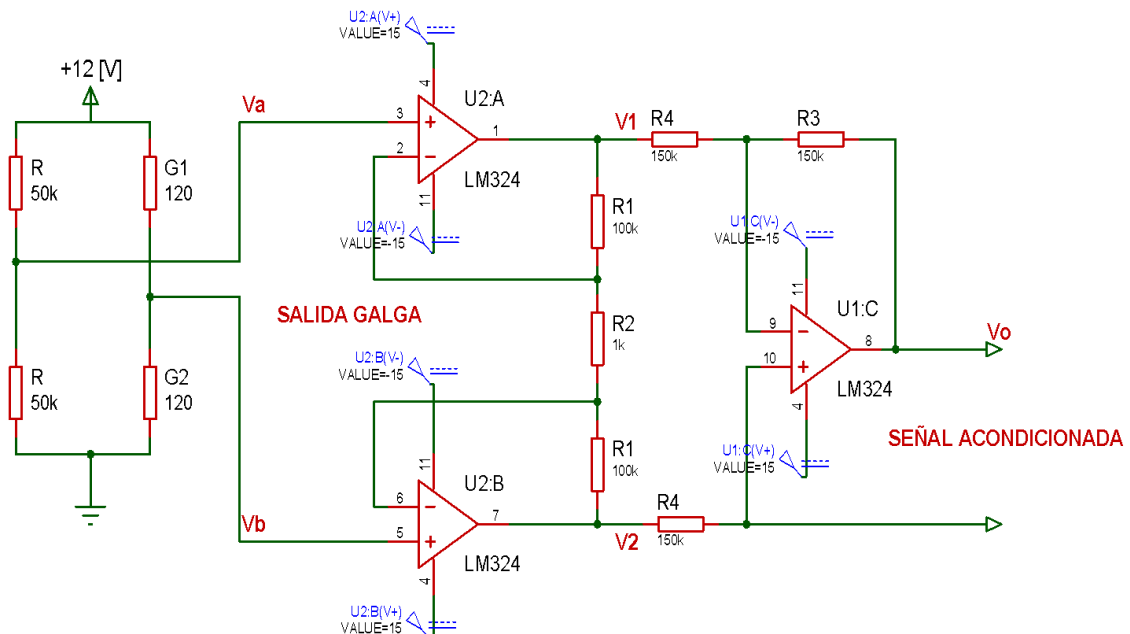 U2:A(V+)
VALUE=15
+12 [V]
Va
4
U2:A
3
1
2
LM324
11
U2:A(V-)
VALUE=-15
R
50k
G1
120
V1
R4
150k
R3
150k
R1
100k
U1:C(V-)
VALUE=-15
11
U1:C
9
8
10
LM324
4
Vo
SALIDA GALGA
R2
1k
U2:B(V-)
VALUE=-15
R
50k
G2
120
U1:C(V+)
VALUE=15
SEÑAL ACONDICIONADA
R1
100k
11
U2:B
6
7
5
LM324
4
Vb
V2
R4
150k
U2:B(V+)
VALUE=15